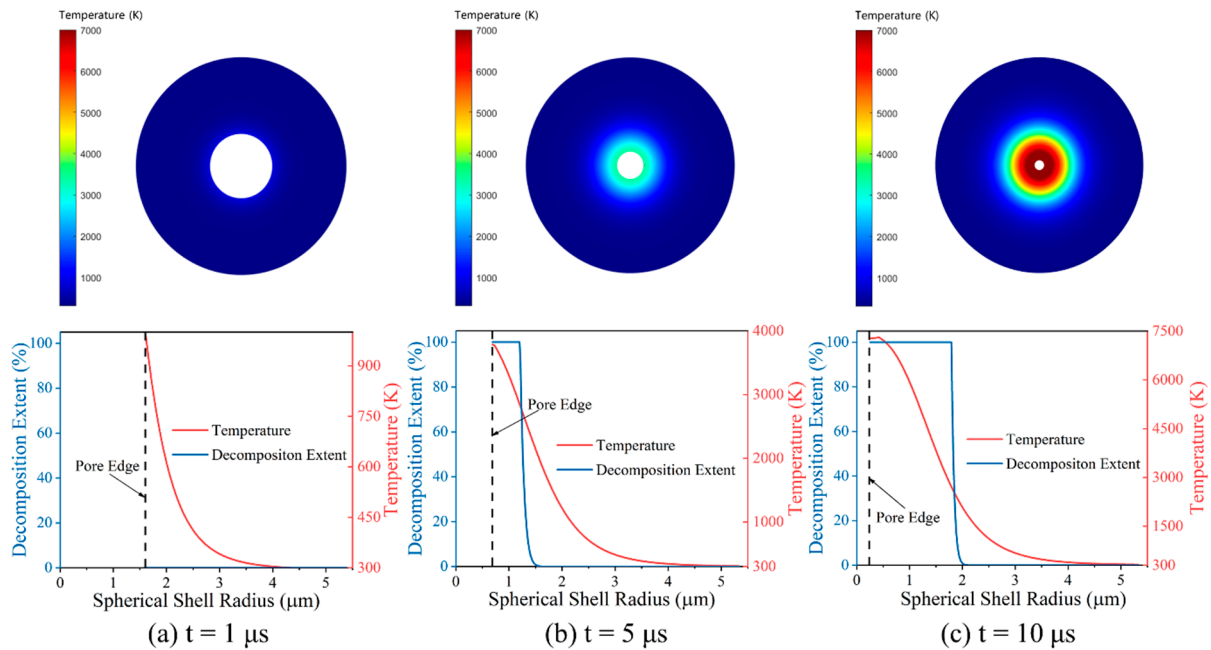 Temperature (K)
7000
6000
5000
4000
3000
2000
1000
Temperature (K)
7000
6000
5000
4000
3000
2000
1000
Temperature (K)
7000
6000
5000
4000
3000
2000
1000
Decomposition Extent (%)
100
80
60
40
20
0
Pore Edge
Temperature
Decompositon Extent
900
750
600
450
300
Temperature (K)
0 1 2 3 4 5
Spherical Shell Radius (μm)
(a) t = 1 μs
Decomposition Extent (%)
100
80
60
40
20
0
Pore Edge
Temperature
Decompositon Extent
4000
3000
2000
1000
300
Temperature (K)
0 1 2 3 4 5
Spherical Shell Radius (μm)
(b) t = 5 μs
Decomposition Extent (%)
100
80
60
40
20
0
Pore Edge
Temperature
Decompositon Extent
7500
6000
4500
3000
1500
300
Temperature (K)
0 1 2 3 4 5
Spherical Shell Radius (μm)
(c) t = 10 μs